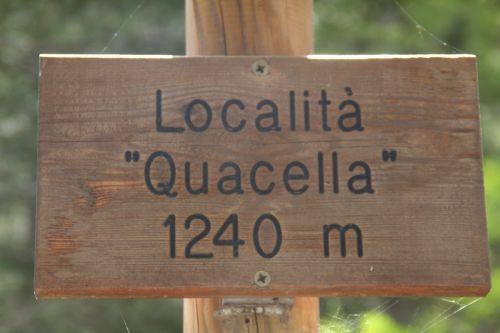 Località
"Quacella"
1240 m